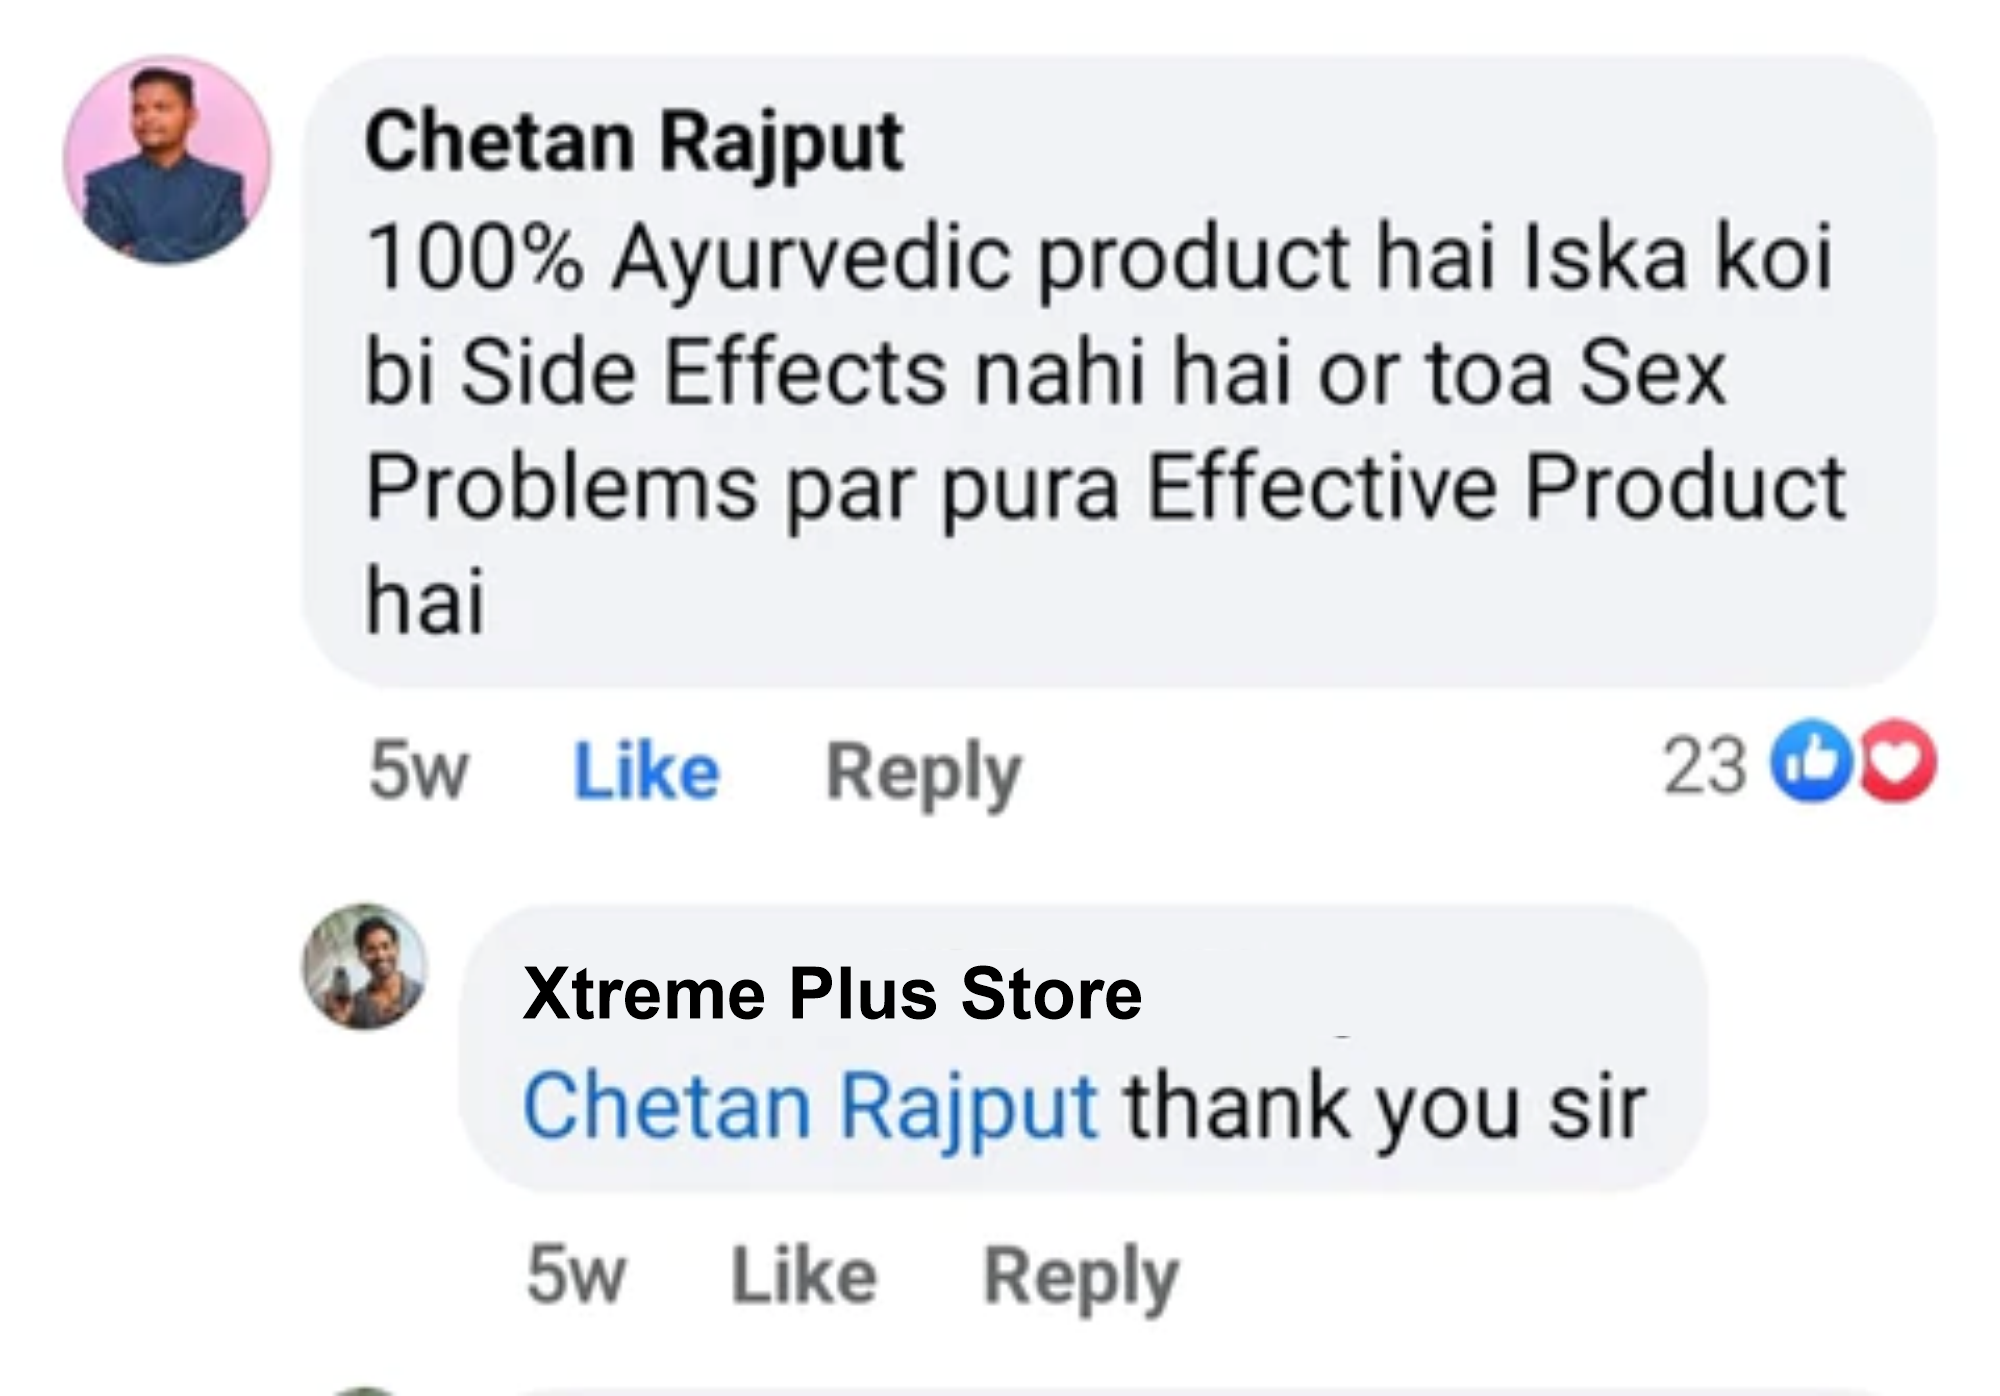 Chetan Rajput
100% Ayurvedic product hai Iska koi
bi Side Effects nahi hai or toa Sex
Problems par pura Effective Product
hai
5w Like Reply 23
Xtreme Plus Store
Chetan Rajput thank you sir
5w Like Reply